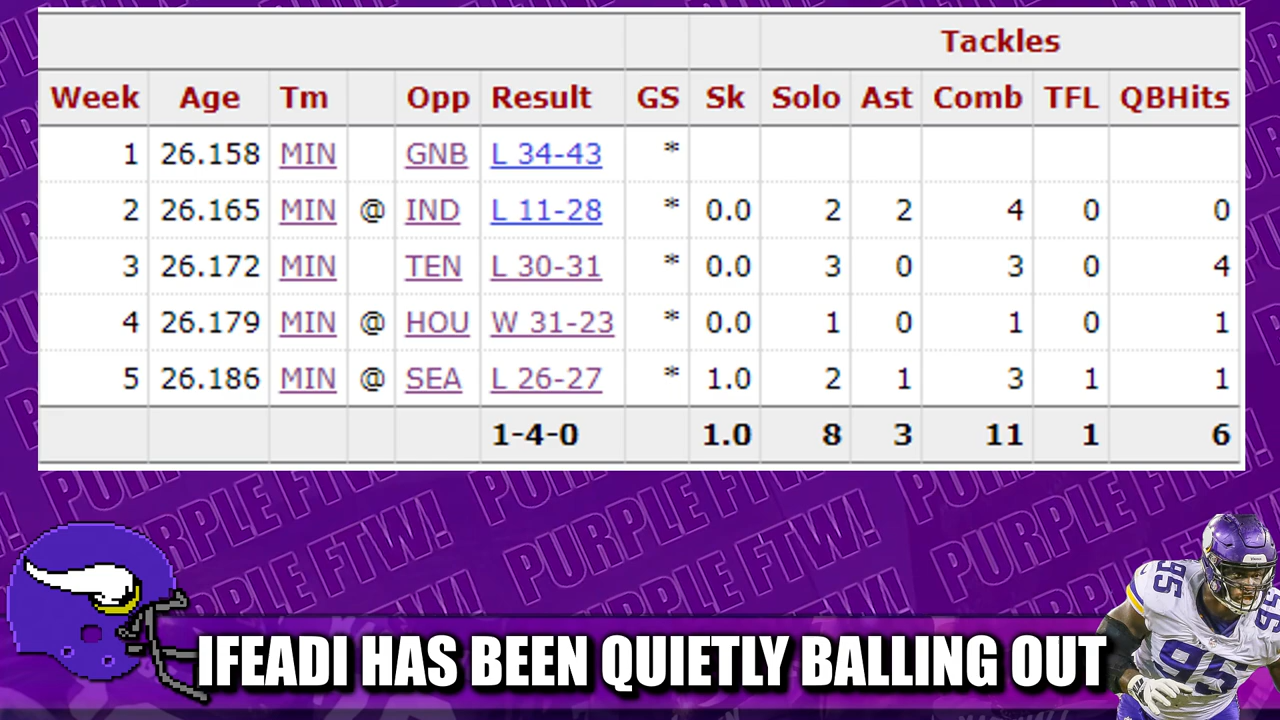 Tackles
Week Age Tm Opp Result GS Sk Solo Ast Comb TFL QBHits
1 26.158 MIN GNB L 34-43 *
2 26.165 MIN @ IND L 11-28 * 0.0 2 2 4 0 0
3 26.172 MIN TEN L 30-31 * 0.0 3 0 3 0 4
4 26.179 MIN @ HOU W 31-23 * 0.0 1 0 1 0 1
5 26.186 MIN @ SEA L 26-27 * 1.0 2 1 3 1 1
1-4-0 1.0 8 3 11 1 6
PURPLE FTW!
IFEADI HAS BEEN QUIETLY BALLING OUT
95
95